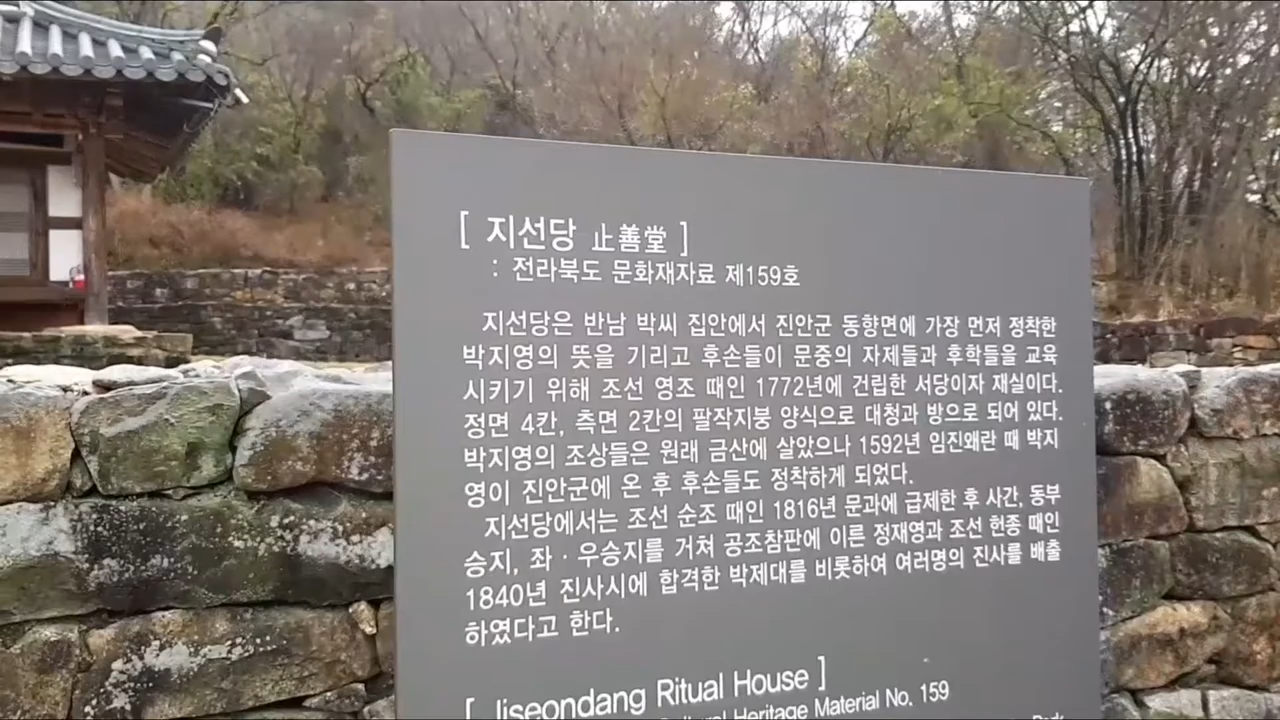 [ 지선당 止善堂 ]
: 전라북도 문화재자료 제159호
지선당은 반남 박씨 집안에서 진안군 동향면에 가장 먼저 정착한
박지영의 뜻을 기리고 후손들이 문중의 자제들과 후학들을 교육
시키기 위해 조선 영조 때인 1772년에 건립한 서당이자 재실이다.
정면 4칸, 측면 2칸의 팔작지붕 양식으로 대청과 방으로 되어 있다.
박지영의 조상들은 원래 금산에 살았으나 1592년 임진왜란 때 박지
영이 진안군에 온 후 후손들도 정착하게 되었다.
지선당에서는 조선 순조 때인 1816년 문과에 급제한 후 사간, 동부
승지, 좌 · 우승지를 거쳐 공조참판에 이른 정재영과 조선 헌종 때인
1840년 진사시에 합격한 박제대를 비롯하여 여러명의 진사를 배출
하였다고 한다.
[ Jiseondang Ritual House ]
Cultural Heritage Material No. 159